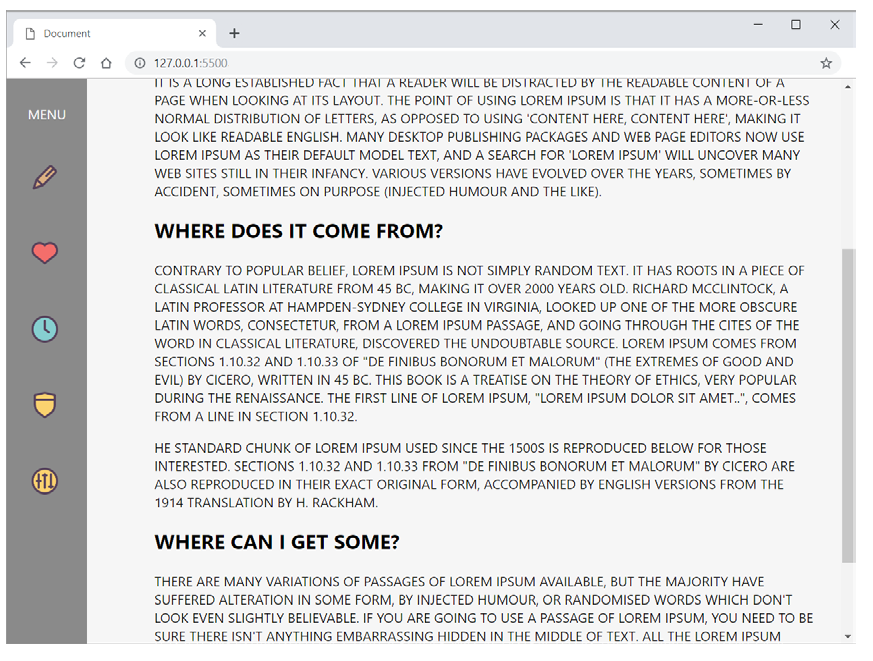 Document
127.0.0.1:5500
MENU
IT IS A LONG ESTABLISHED FACT THAT A READER WILL BE DISTRACTED BY THE READABLE CONTENT OF A
PAGE WHEN LOOKING AT ITS LAYOUT. THE POINT OF USING LOREM IPSUM IS THAT IT HAS A MORE-OR-LESS
NORMAL DISTRIBUTION OF LETTERS, AS OPPOSED TO USING 'CONTENT HERE, CONTENT HERE', MAKING IT
LOOK LIKE READABLE ENGLISH. MANY DESKTOP PUBLISHING PACKAGES AND WEB PAGE EDITORS NOW USE
LOREM IPSUM AS THEIR DEFAULT MODEL TEXT, AND A SEARCH FOR 'LOREM IPSUM' WILL UNCOVER MANY
WEB SITES STILL IN THEIR INFANCY. VARIOUS VERSIONS HAVE EVOLVED OVER THE YEARS, SOMETIMES BY
ACCIDENT, SOMETIMES ON PURPOSE (INJECTED HUMOUR AND THE LIKE).
WHERE DOES IT COME FROM?
CONTRARY TO POPULAR BELIEF, LOREM IPSUM IS NOT SIMPLY RANDOM TEXT. IT HAS ROOTS IN A PIECE OF
CLASSICAL LATIN LITERATURE FROM 45 BC, MAKING IT OVER 2000 YEARS OLD. RICHARD MCCLINTOCK, A
LATIN PROFESSOR AT HAMPDEN-SYDNEY COLLEGE IN VIRGINIA, LOOKED UP ONE OF THE MORE OBSCURE
LATIN WORDS, CONSECTETUR, FROM A LOREM IPSUM PASSAGE, AND GOING THROUGH THE CITES OF THE
WORD IN CLASSICAL LITERATURE, DISCOVERED THE UNDOUBTABLE SOURCE. LOREM IPSUM COMES FROM
SECTIONS 1.10.32 AND 1.10.33 OF "DE FINIBUS BONORUM ET MALORUM" (THE EXTREMES OF GOOD AND
EVIL) BY CICERO, WRITTEN IN 45 BC. THIS BOOK IS A TREATISE ON THE THEORY OF ETHICS, VERY POPULAR
DURING THE RENAISSANCE. THE FIRST LINE OF LOREM IPSUM, "LOREM IPSUM DOLOR SIT AMET..", COMES
FROM A LINE IN SECTION 1.10.32.
HE STANDARD CHUNK OF LOREM IPSUM USED SINCE THE 1500S IS REPRODUCED BELOW FOR THOSE
INTERESTED. SECTIONS 1.10.32 AND 1.10.33 FROM "DE FINIBUS BONORUM ET MALORUM" BY CICERO ARE
ALSO REPRODUCED IN THEIR EXACT ORIGINAL FORM, ACCOMPANIED BY ENGLISH VERSIONS FROM THE
1914 TRANSLATION BY H. RACKHAM.
WHERE CAN I GET SOME?
THERE ARE MANY VARIATIONS OF PASSAGES OF LOREM IPSUM AVAILABLE, BUT THE MAJORITY HAVE
SUFFERED ALTERATION IN SOME FORM, BY INJECTED HUMOUR, OR RANDOMISED WORDS WHICH DON'T
LOOK EVEN SLIGHTLY BELIEVABLE. IF YOU ARE GOING TO USE A PASSAGE OF LOREM IPSUM, YOU NEED TO BE
SURE THERE ISN'T ANYTHING EMBARRASSING HIDDEN IN THE MIDDLE OF TEXT. ALL THE LOREM IPSUM